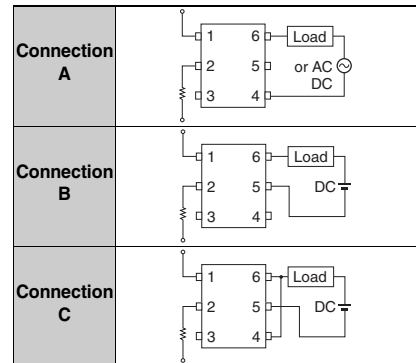 Connection
A
1 6 Load
2 5 or AC
DC
3 4
Connection
B
1 6 Load
2 5 DC
3 4
Connection
C
1 6 Load
2 5 DC
3 4